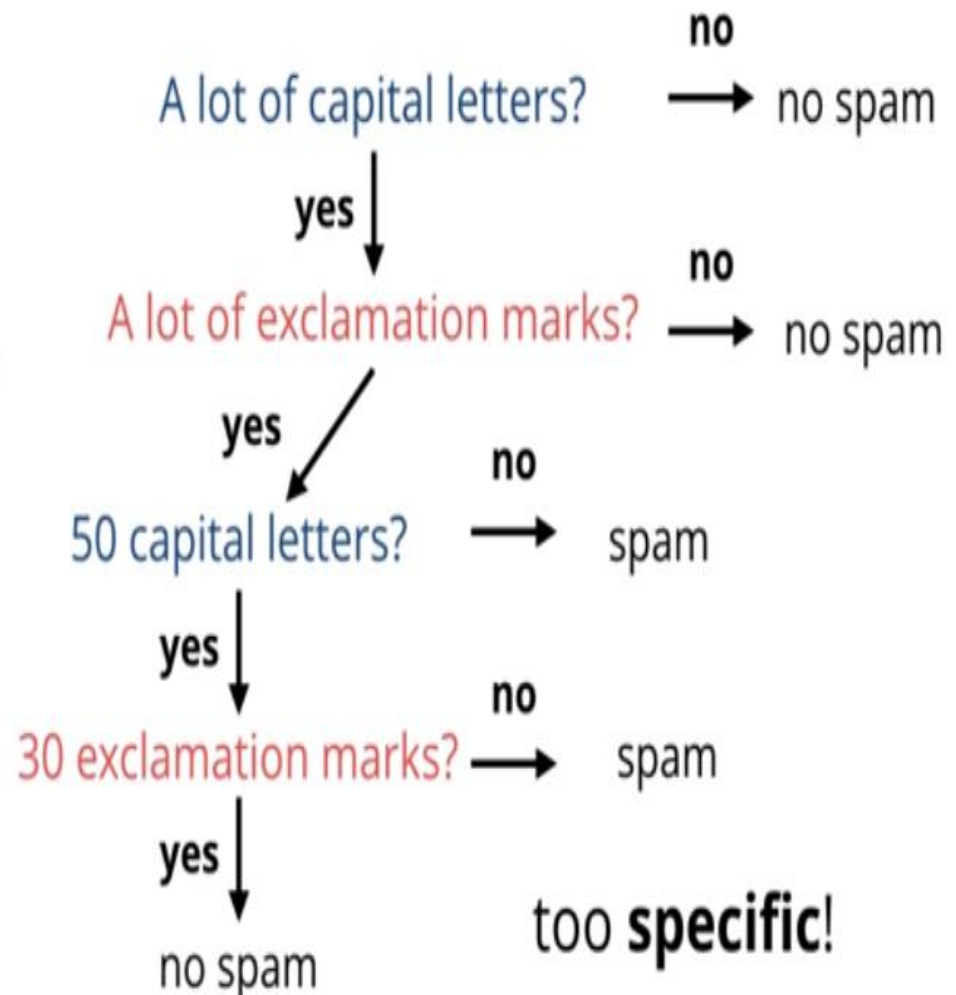 no
A lot of capital letters? no spam
yes
no
A lot of exclamation marks? no spam
yes
no
50 capital letters? spam
yes
no
30 exclamation marks? spam
yes
too specific!
no spam